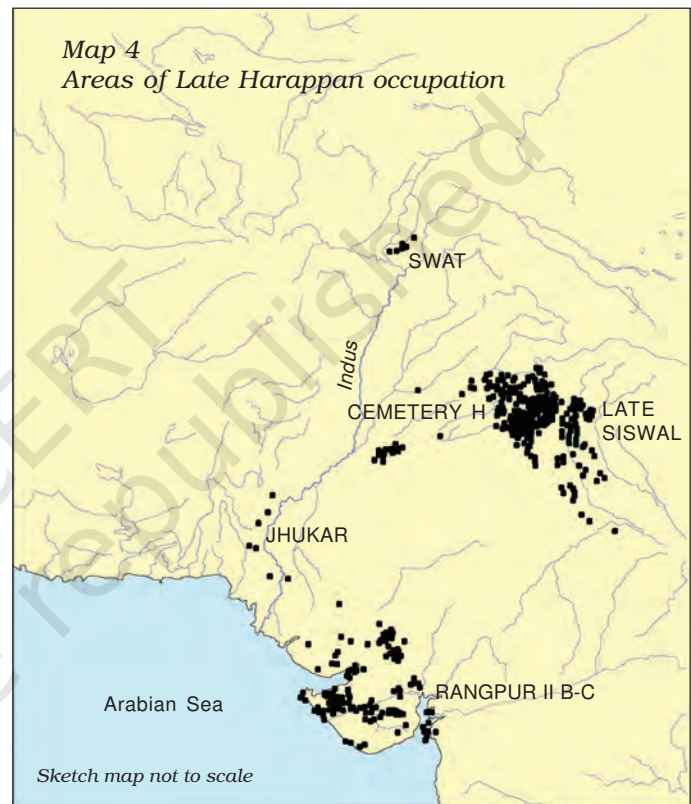 Map 4
Areas of Late Harappan occupation
SWAT
Indus
CEMETERY H
LATE
SISWAL
JHUKAR
RANGPUR II B-C
Arabian Sea
Sketch map not to scale
ERT
republished